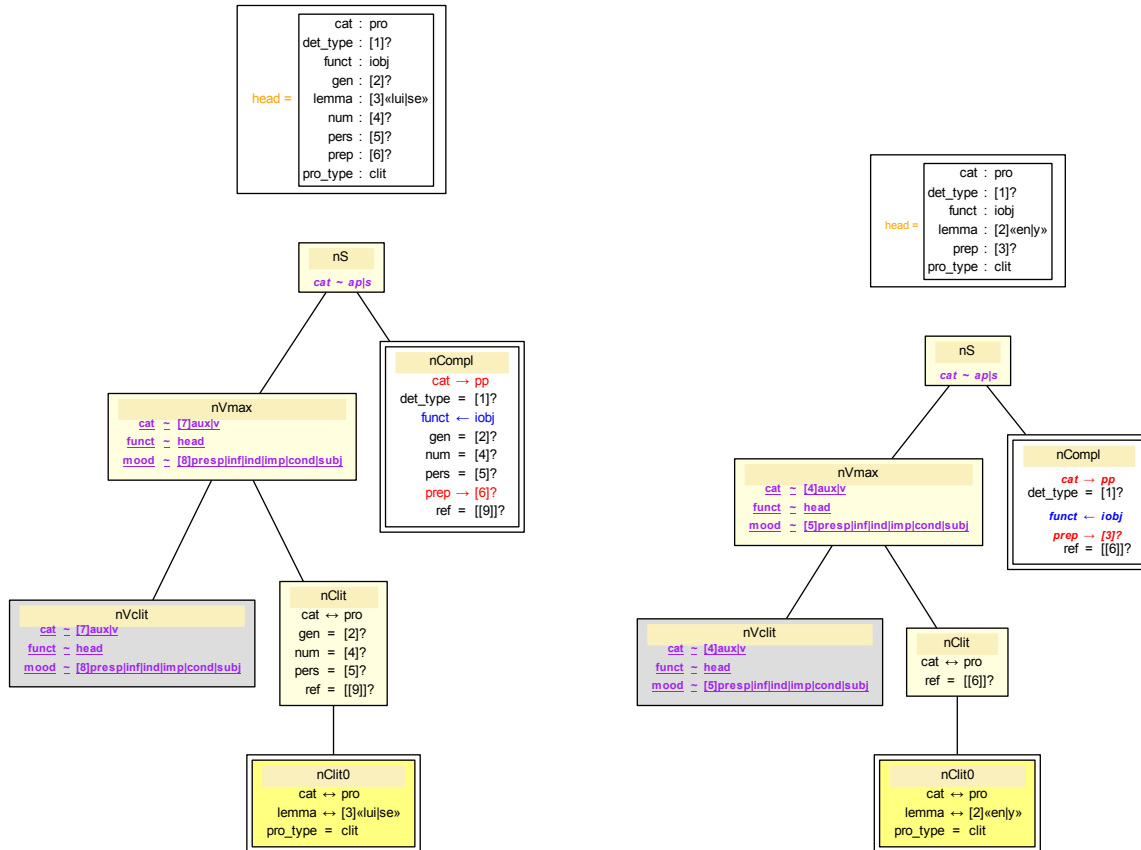 cat : pro
det_type : [1]?
funct : iobj
gen : [2]?
head =
lemma : [3]«lui|se»
num : [4]?
pers : [5]?
prep : [6]?
pro_type : clit
nS
cat ~ ap|s
nCompl
cat → pp
det_type = [1]?
funct ← iobj
gen = [2]?
num = [4]?
pers = [5]?
prep → [6]?
ref = [[9]]?
nVmax
cat ~ [7]aux|v
funct ~ head
mood ~ [8]presp|inf|ind|imp|cond|subj
nVclit
cat ~ [7]aux|v
funct ~ head
mood ~ [8]presp|inf|ind|imp|cond|subj
nClit
cat ↔ pro
gen = [2]?
num = [4]?
pers = [5]?
ref = [[9]]?
nClit0
cat ↔ pro
lemma ↔ [3]«lui|se»
pro_type = clit
cat : pro
det_type : [1]?
funct : iobj
head =
lemma : [2]«en|y»
prep : [3]?
pro_type : clit
nS
cat ~ ap|s
nCompl
cat → pp
det_type = [1]?
funct ← iobj
prep → [3]?
ref = [[6]]?
nVmax
cat ~ [4]aux|v
funct ~ head
mood ~ [5]presp|inf|ind|imp|cond|subj
nVclit
cat ~ [4]aux|v
funct ~ head
mood ~ [5]presp|inf|ind|imp|cond|subj
nClit
cat ↔ pro
ref = [[6]]?
nClit0
cat ↔ pro
lemma ↔ [2]«en|y»
pro_type = clit